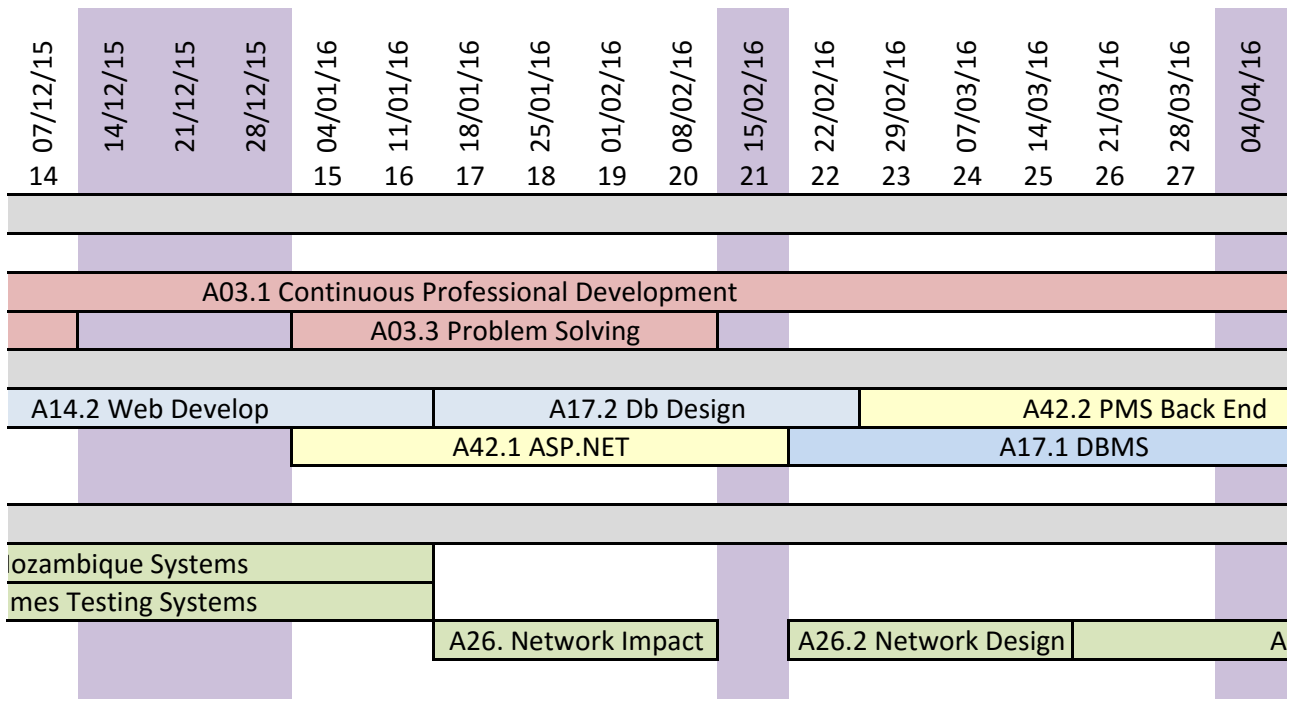 07/12/15 14/12/15 21/12/15 28/12/15 04/01/16 11/01/16 18/01/16 25/01/16 01/02/16 08/02/16 15/02/16 22/02/16 29/02/16 07/03/16 14/03/16 21/03/16 28/03/16 04/04/16
14 15 16 17 18 19 20 21 22 23 24 25 26 27
A03.1 Continuous Professional Development
A03.3 Problem Solving
A14.2 Web Develop A17.2 Db Design A42.2 PMS Back End
A42.1 ASP.NET A17.1 DBMS
ozambique Systems
mes Testing Systems
A26. Network Impact A26.2 Network Design A